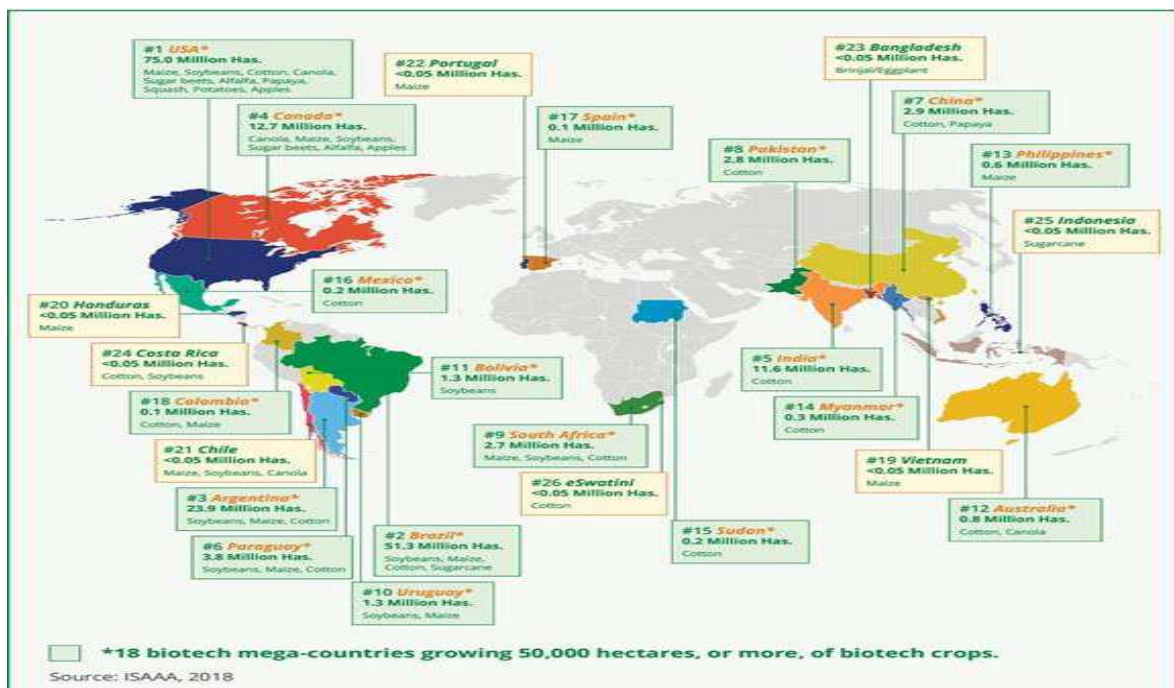 #1 USA*
75.0 Million Has.
Maize, Soybeans, Cotton, Canola,
Sugar beets, Alfalfa, Papaya,
Squash, Potatoes, Apples
#4 Canada*
12.7 Million Has.
Canola, Maize, Soybeans,
Sugar beets, Alfalfa, Apples
#22 Portugal
<0.05 Million Has.
Maize
#17 Spain*
0.1 Million Has.
Maize
#23 Bangladesh
<0.05 Million Has.
Brinjal/Eggplant
#7 China*
2.9 Million Has.
Cotton, Papaya
#8 Pakistan*
2.8 Million Has.
Cotton
#13 Philippines*
0.6 Million Has.
Maize
#25 Indonesia
<0.05 Million Has.
Sugarcane
#16 Mexico*
0.2 Million Has.
Cotton
#20 Honduras
<0.05 Million Has.
Maize
#24 Costa Rica
<0.05 Million Has.
Cotton, Soybeans
#11 Bolivia*
1.3 Million Has.
Soybeans
#18 Colombia*
0.1 Million Has.
Cotton, Maize
#21 Chile
<0.05 Million Has.
Maize, Soybeans, Canola
#3 Argentina*
23.9 Million Has.
Soybeans, Maize, Cotton
#6 Paraguay*
3.8 Million Has.
Soybeans, Maize, Cotton
#2 Brazil*
51.3 Million Has.
Soybeans, Maize,
Cotton, Sugarcane
#10 Uruguay*
1.3 Million Has.
Soybeans, Maize
#9 South Africa*
2.7 Million Has.
Maize, Soybeans, Cotton
#26 eSwatini
<0.05 Million Has.
Cotton
#15 Sudan*
0.2 Million Has.
Cotton
#5 India*
11.6 Million Has.
Cotton
#14 Myanmar*
0.3 Million Has.
Cotton
#19 Vietnam
<0.05 Million Has.
Maize
#12 Australia*
0.8 Million Has.
Cotton, Canola
*18 biotech mega-countries growing 50,000 hectares, or more, of biotech crops.
Source: ISAAA, 2018